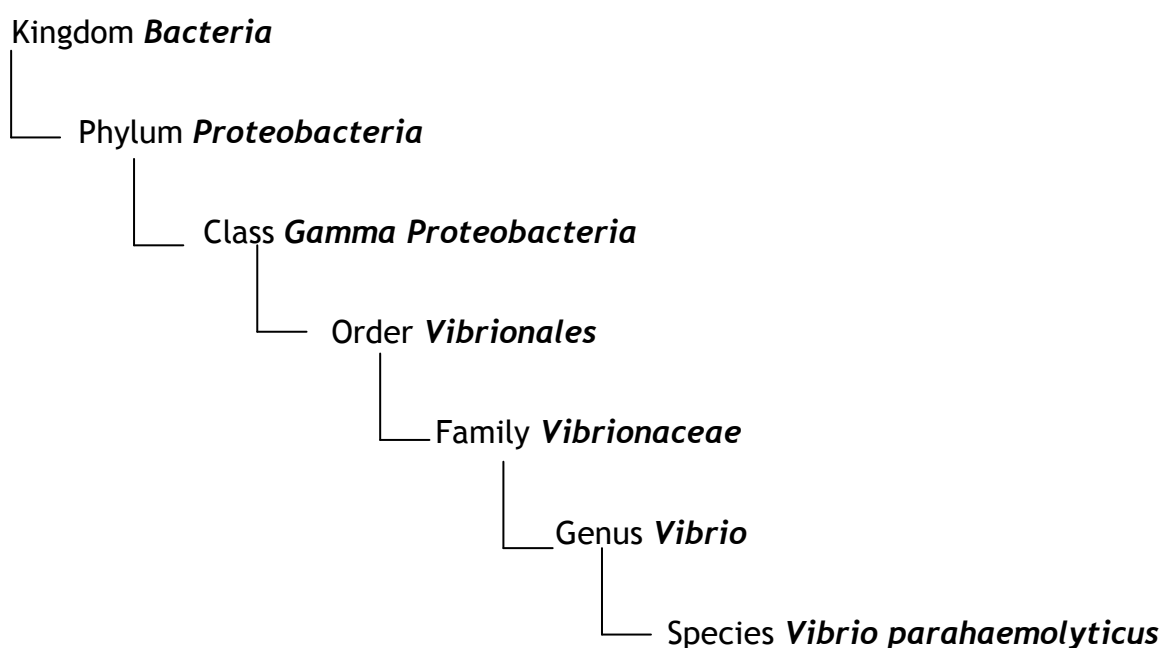 Kingdom Bacteria
Phylum Proteobacteria
Class Gamma Proteobacteria
Order Vibrionales
Family Vibrionaceae
Genus Vibrio
Species Vibrio parahaemolyticus